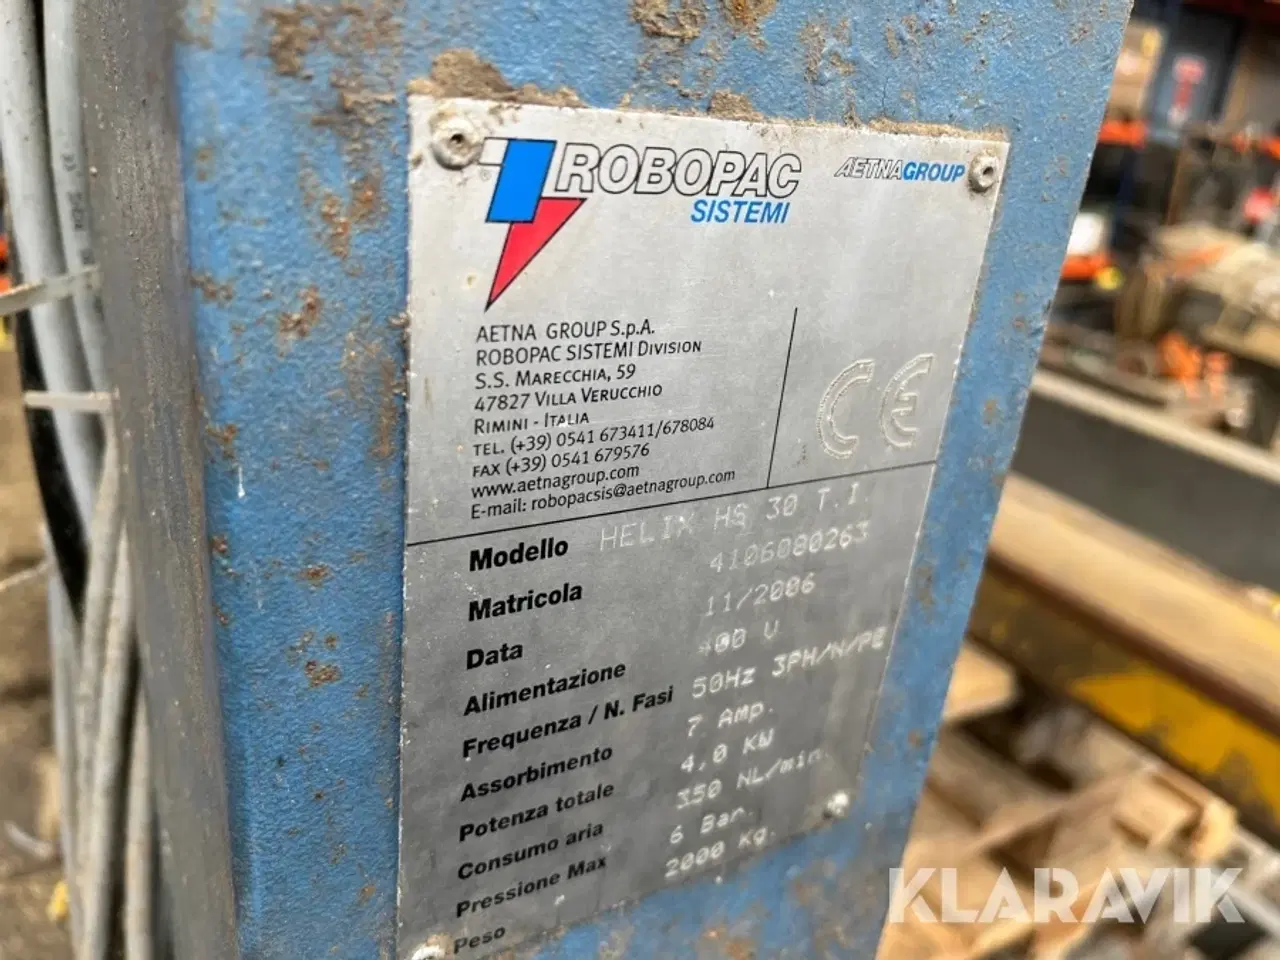 ROBOPAC
SISTEMI
AETNAGROUP
AETNA GROUP S.p.A.
ROBOPAC SISTEMI DIVISION
S.S. MARECCHIA, 59
47827 VILLA VERUCCHIO
RIMINI - ITALIA
TEL. (+39) 0541 673411/678084
FAX (+39) 0541 679576
www.aetnagroup.com
E-mail: robopacsis@aetnagroup.com
CE
Modello HELIX HS 30 T.I.
Matricola 4106080263
Data 11/2006
Alimentazione 400 V
Frequenza / N. Fasi 50Hz 3PH/N/PE
Assorbimento 7 Amp.
Potenza totale 4,0 KW
Consumo aria 350 NL/min.
Pressione Max 6 Bar.
Peso 2000 Kg.
KLARAVIK